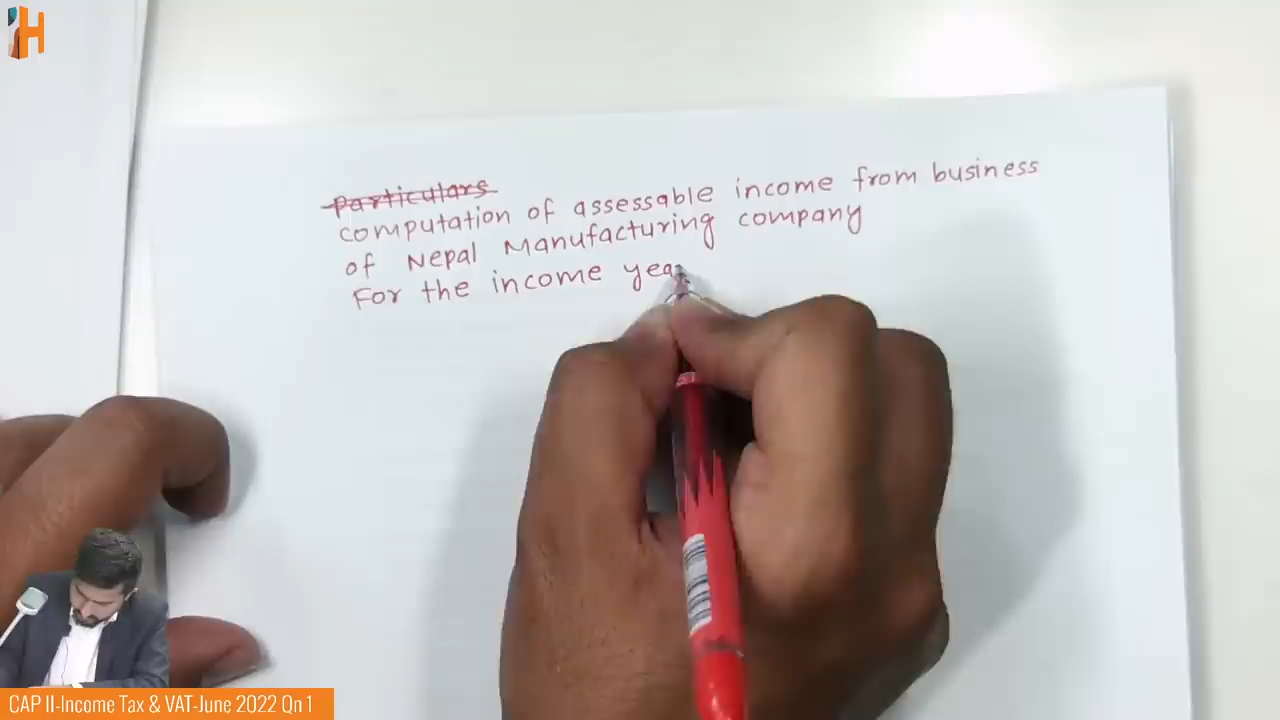 H
particulars
computation of assessable income from business
of Nepal Manufacturing company
For the income year
CAP II-Income Tax & VAT-June 2022 Qn 1